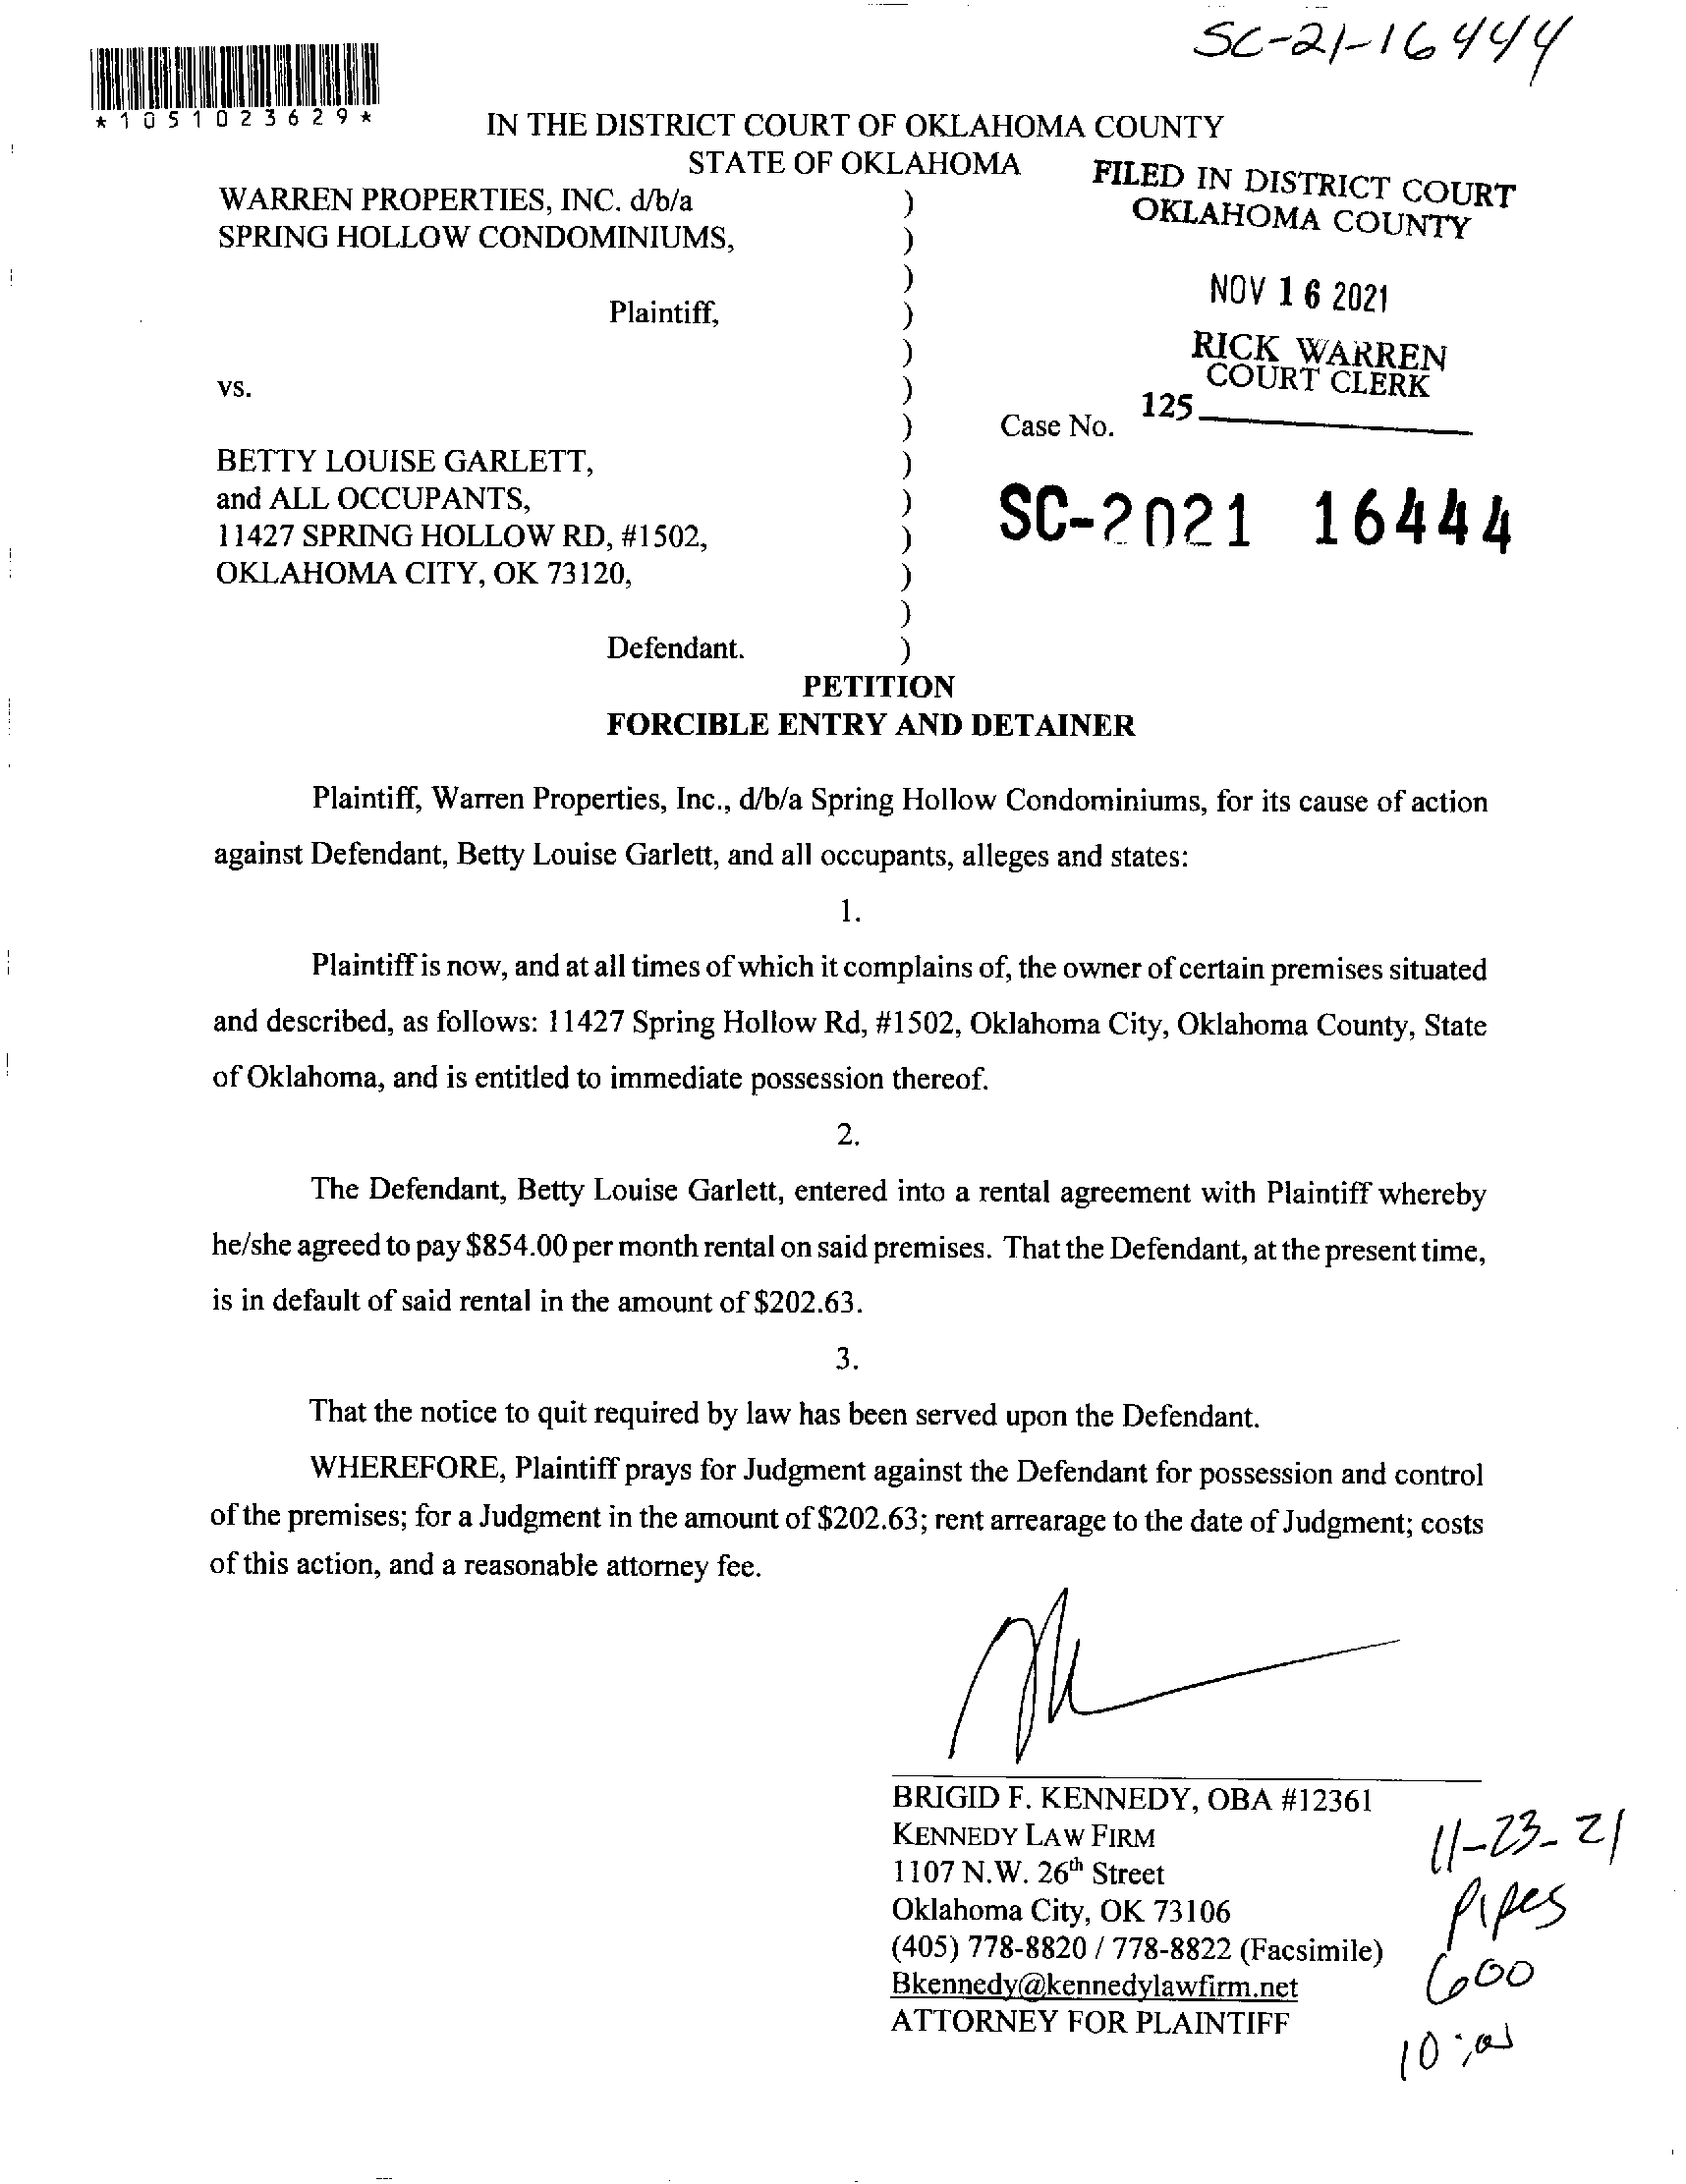 SC-21-16444
*1051023629*
IN THE DISTRICT COURT OF OKLAHOMA COUNTY
STATE OF OKLAHOMA
FILED IN DISTRICT COURT
OKLAHOMA COUNTY
NOV 16 2021
RICK WARREN
COURT CLERK
125
WARREN PROPERTIES, INC. d/b/a )
SPRING HOLLOW CONDOMINIUMS, )
)
Plaintiff, )
)
vs. )
) Case No.
BETTY LOUISE GARLETT, )
and ALL OCCUPANTS, ) SC-2021 16444
11427 SPRING HOLLOW RD, #1502, )
OKLAHOMA CITY, OK 73120, )
)
Defendant. )
PETITION
FORCIBLE ENTRY AND DETAINER
Plaintiff, Warren Properties, Inc., d/b/a Spring Hollow Condominiums, for its cause of action
against Defendant, Betty Louise Garlett, and all occupants, alleges and states:
1.
Plaintiff is now, and at all times of which it complains of, the owner of certain premises situated
and described, as follows: 11427 Spring Hollow Rd, #1502, Oklahoma City, Oklahoma County, State
of Oklahoma, and is entitled to immediate possession thereof.
2.
The Defendant, Betty Louise Garlett, entered into a rental agreement with Plaintiff whereby
he/she agreed to pay $854.00 per month rental on said premises. That the Defendant, at the present time,
is in default of said rental in the amount of $202.63.
3.
That the notice to quit required by law has been served upon the Defendant.
WHEREFORE, Plaintiff prays for Judgment against the Defendant for possession and control
of the premises; for a Judgment in the amount of $202.63; rent arrearage to the date of Judgment; costs
of this action, and a reasonable attorney fee.
BRIGID F. KENNEDY, OBA #12361
KENNEDY LAW FIRM
1107 N.W. 26th Street
Oklahoma City, OK 73106
(405) 778-8820 / 778-8822 (Facsimile)
Bkennedy@kennedylawfirm.net
ATTORNEY FOR PLAINTIFF
11-23-21
Pipes
600